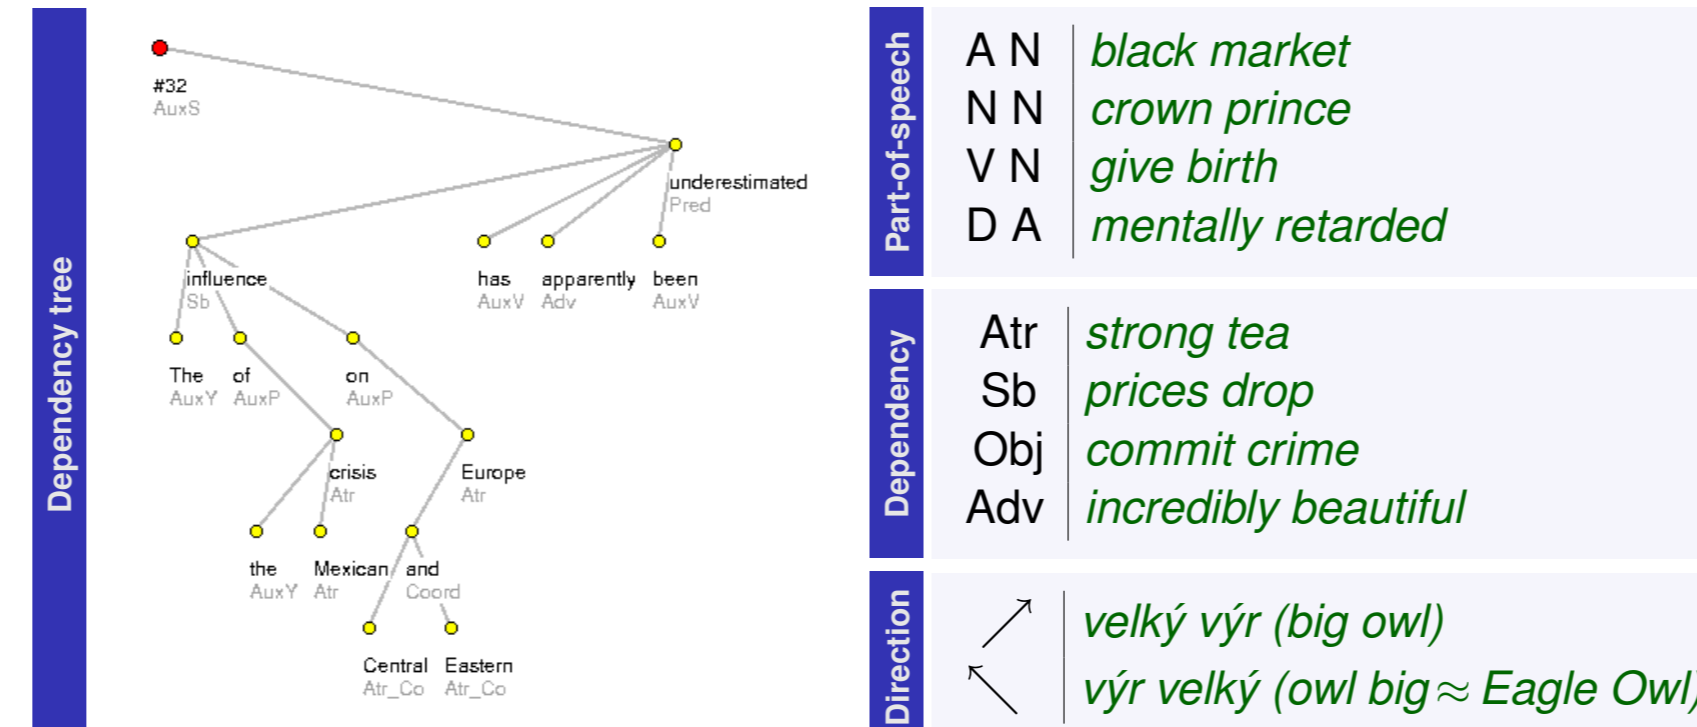 Dependency tree
#32
AuxS
underestimated
Pred
influence
Sb
has apparently been
AuxV Adv AuxV
The of on
AuxY AuxP AuxP
crisis Europe
Atr Atr
the Mexican and
AuxY Atr Coord
Central Eastern
Atr_Co Atr_Co
Part-of-speech
A N black market
N N crown prince
V N give birth
D A mentally retarded
Dependency
Atr strong tea
Sb prices drop
Obj commit crime
Adv incredibly beautiful
Direction
↗ velký výr (big owl)
↖ výr velký (owl big ≈ Eagle Owl)